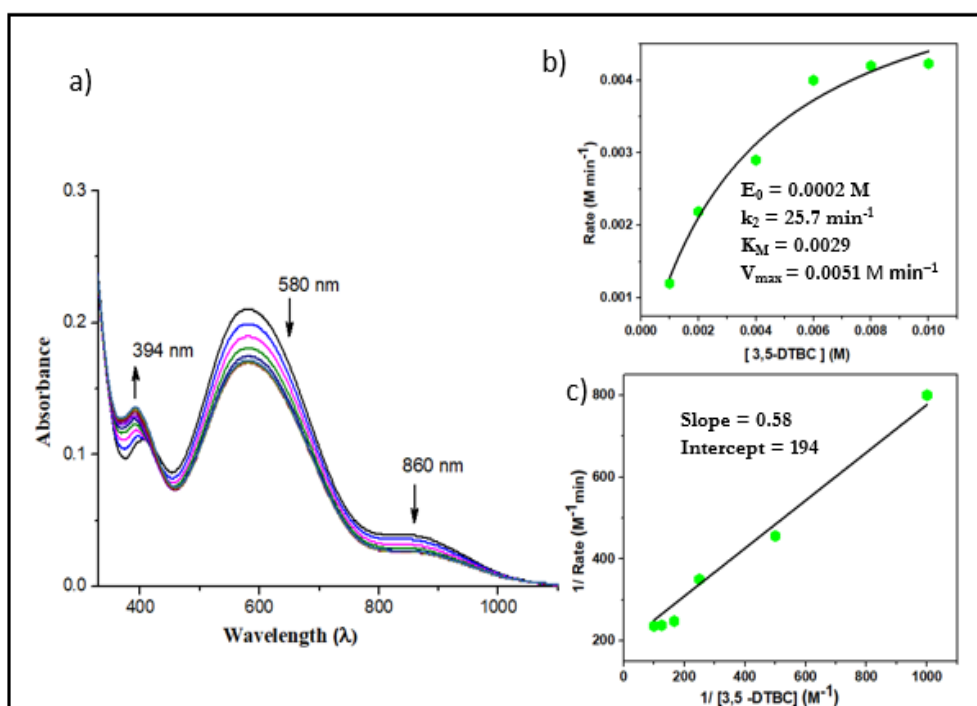 a)
0.3
0.2
0.1
0.0
394 nm
580 nm
860 nm
400
600
800
1000
Absorbance
Wavelength (λ)
b)
0.004
0.003
0.002
0.001
Rate (M min⁻¹)
E₀ = 0.0002 M
k₂ = 25.7 min⁻¹
K_M = 0.0029
V_max = 0.0051 M min⁻¹
0.000
0.002
0.004
0.006
0.008
0.010
[ 3,5-DTBC ] (M)
c)
800
600
400
200
1/ Rate (M⁻¹min)
Slope = 0.58
Intercept = 194
0
200
400
600
800
1000
1/ [3,5 -DTBC] (M⁻¹)